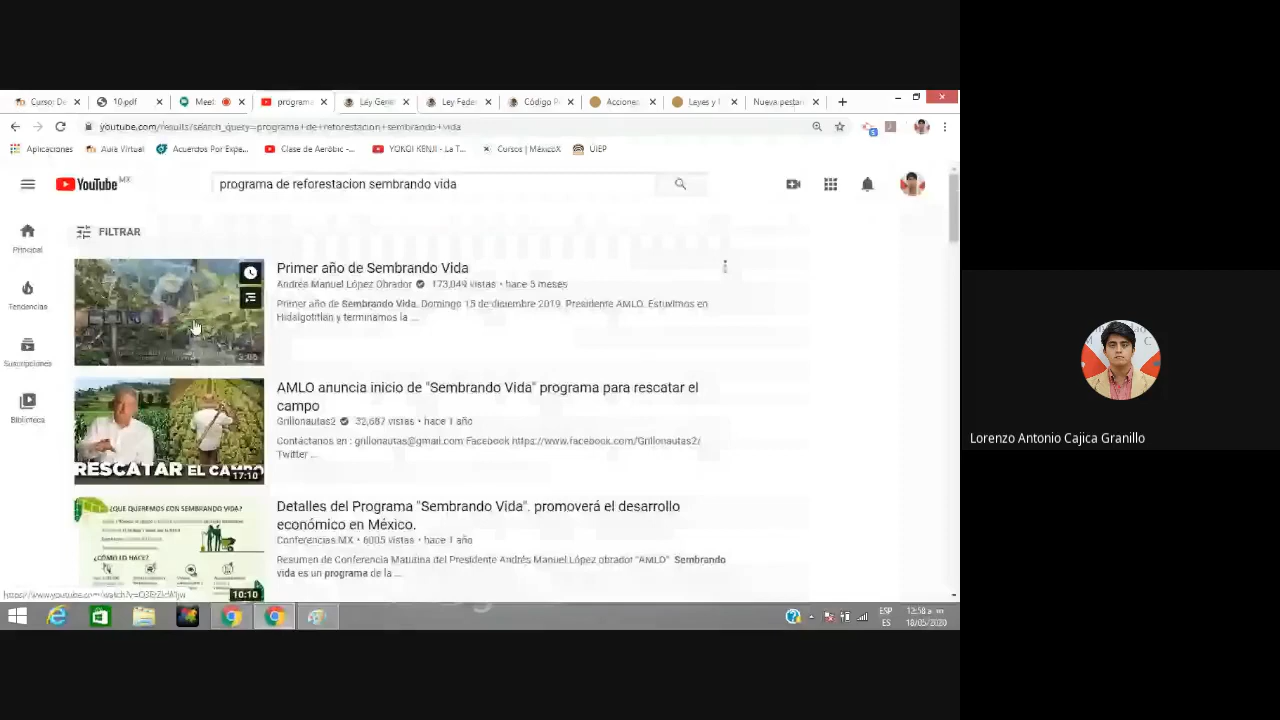 Curso: De
10.pdf
Meet
programa
Ley Gene
Ley Fede
Código P
Acciones
Leyes y
Nueva pestañ
youtube.com/results?search_query=programa+de+reforestacion+sembrando+vida
Aplicaciones
Aula Virtual
Acuerdos Por Expe...
Clase de Aeróbic -...
YOKOI KENJI - La T...
Cursos | MéxicoX
UIEP
YouTube MX
programa de reforestacion sembrando vida
Principal
Tendencias
Suscripciones
Biblioteca
FILTRAR
Primer año de Sembrando Vida
Andrés Manuel López Obrador 173,049 vistas • hace 5 meses
Primer año de Sembrando Vida. Domingo 15 de diciembre 2019. Presidente AMLO. Estuvimos en
Hidalgotitlán y terminamos la ...
AMLO anuncia inicio de "Sembrando Vida" programa para rescatar el
campo
Grillonautas2 32,687 vistas • hace 1 año
Contáctanos en : grillonautas@gmail.com Facebook https://www.facebook.com/Grillonautas2/
Twitter ...
RESCATAR EL CAMPO
17:10
Detalles del Programa "Sembrando Vida", promoverá el desarrollo
económico en México.
Conferencias MX • 6005 vistas • hace 1 año
Resumen de Conferencia Matutina del Presidente Andrés Manuel López obrador "AMLO" Sembrando
vida es un programa de la ...
¿QUE QUEREMOS CON SEMBRANDO VIDA?
¿CÓMO LO HACE?
10:10
ESP
ES
12:58 a. m.
18/05/2020
Lorenzo Antonio Cajica Granillo